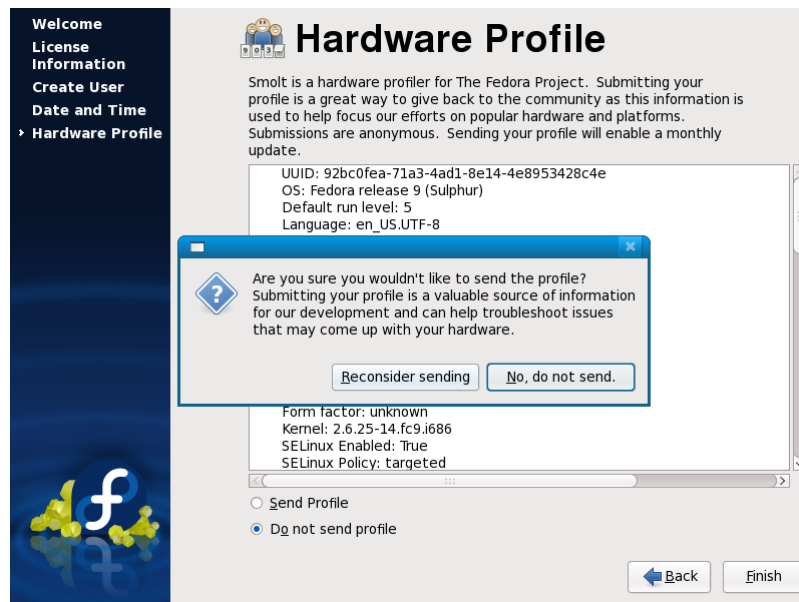 Welcome
License
Information
Create User
Date and Time
Hardware Profile
Hardware Profile
Smolt is a hardware profiler for The Fedora Project. Submitting your
profile is a great way to give back to the community as this information is
used to help focus our efforts on popular hardware and platforms.
Submissions are anonymous. Sending your profile will enable a monthly
update.
UUID: 92bc0fea-71a3-4ad1-8e14-4e8953428c4e
OS: Fedora release 9 (Sulphur)
Default run level: 5
Language: en_US.UTF-8
Are you sure you wouldn't like to send the profile?
Submitting your profile is a valuable source of information
for our development and can help troubleshoot issues
that may come up with your hardware.
Reconsider sending
No, do not send.
Form factor: unknown
Kernel: 2.6.25-14.fc9.i686
SELinux Enabled: True
SELinux Policy: targeted
Send Profile
Do not send profile
Back
Finish